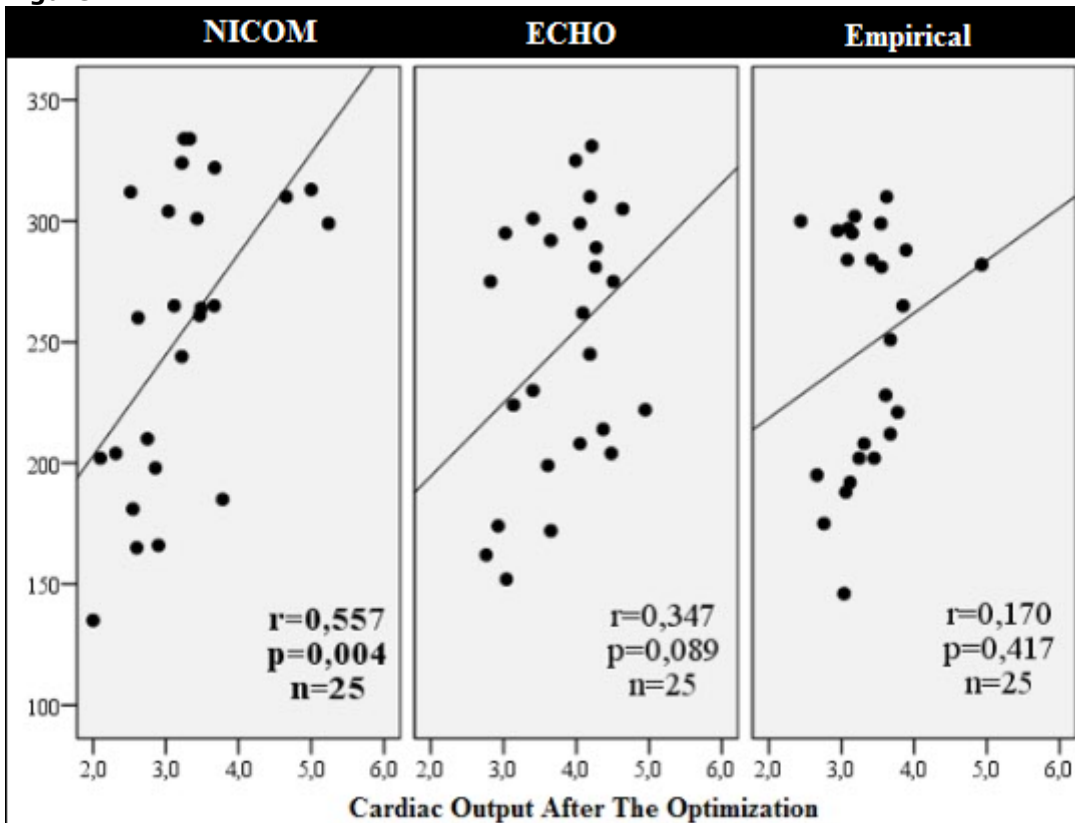 NICOM ECHO Empirical
350
300
250
200
150
100
r=0,557 r=0,347 r=0,170
p=0,004 p=0,089 p=0,417
n=25 n=25 n=25
2,0 3,0 4,0 5,0 6,0 2,0 3,0 4,0 5,0 6,0 2,0 3,0 4,0 5,0 6,0
Cardiac Output After The Optimization